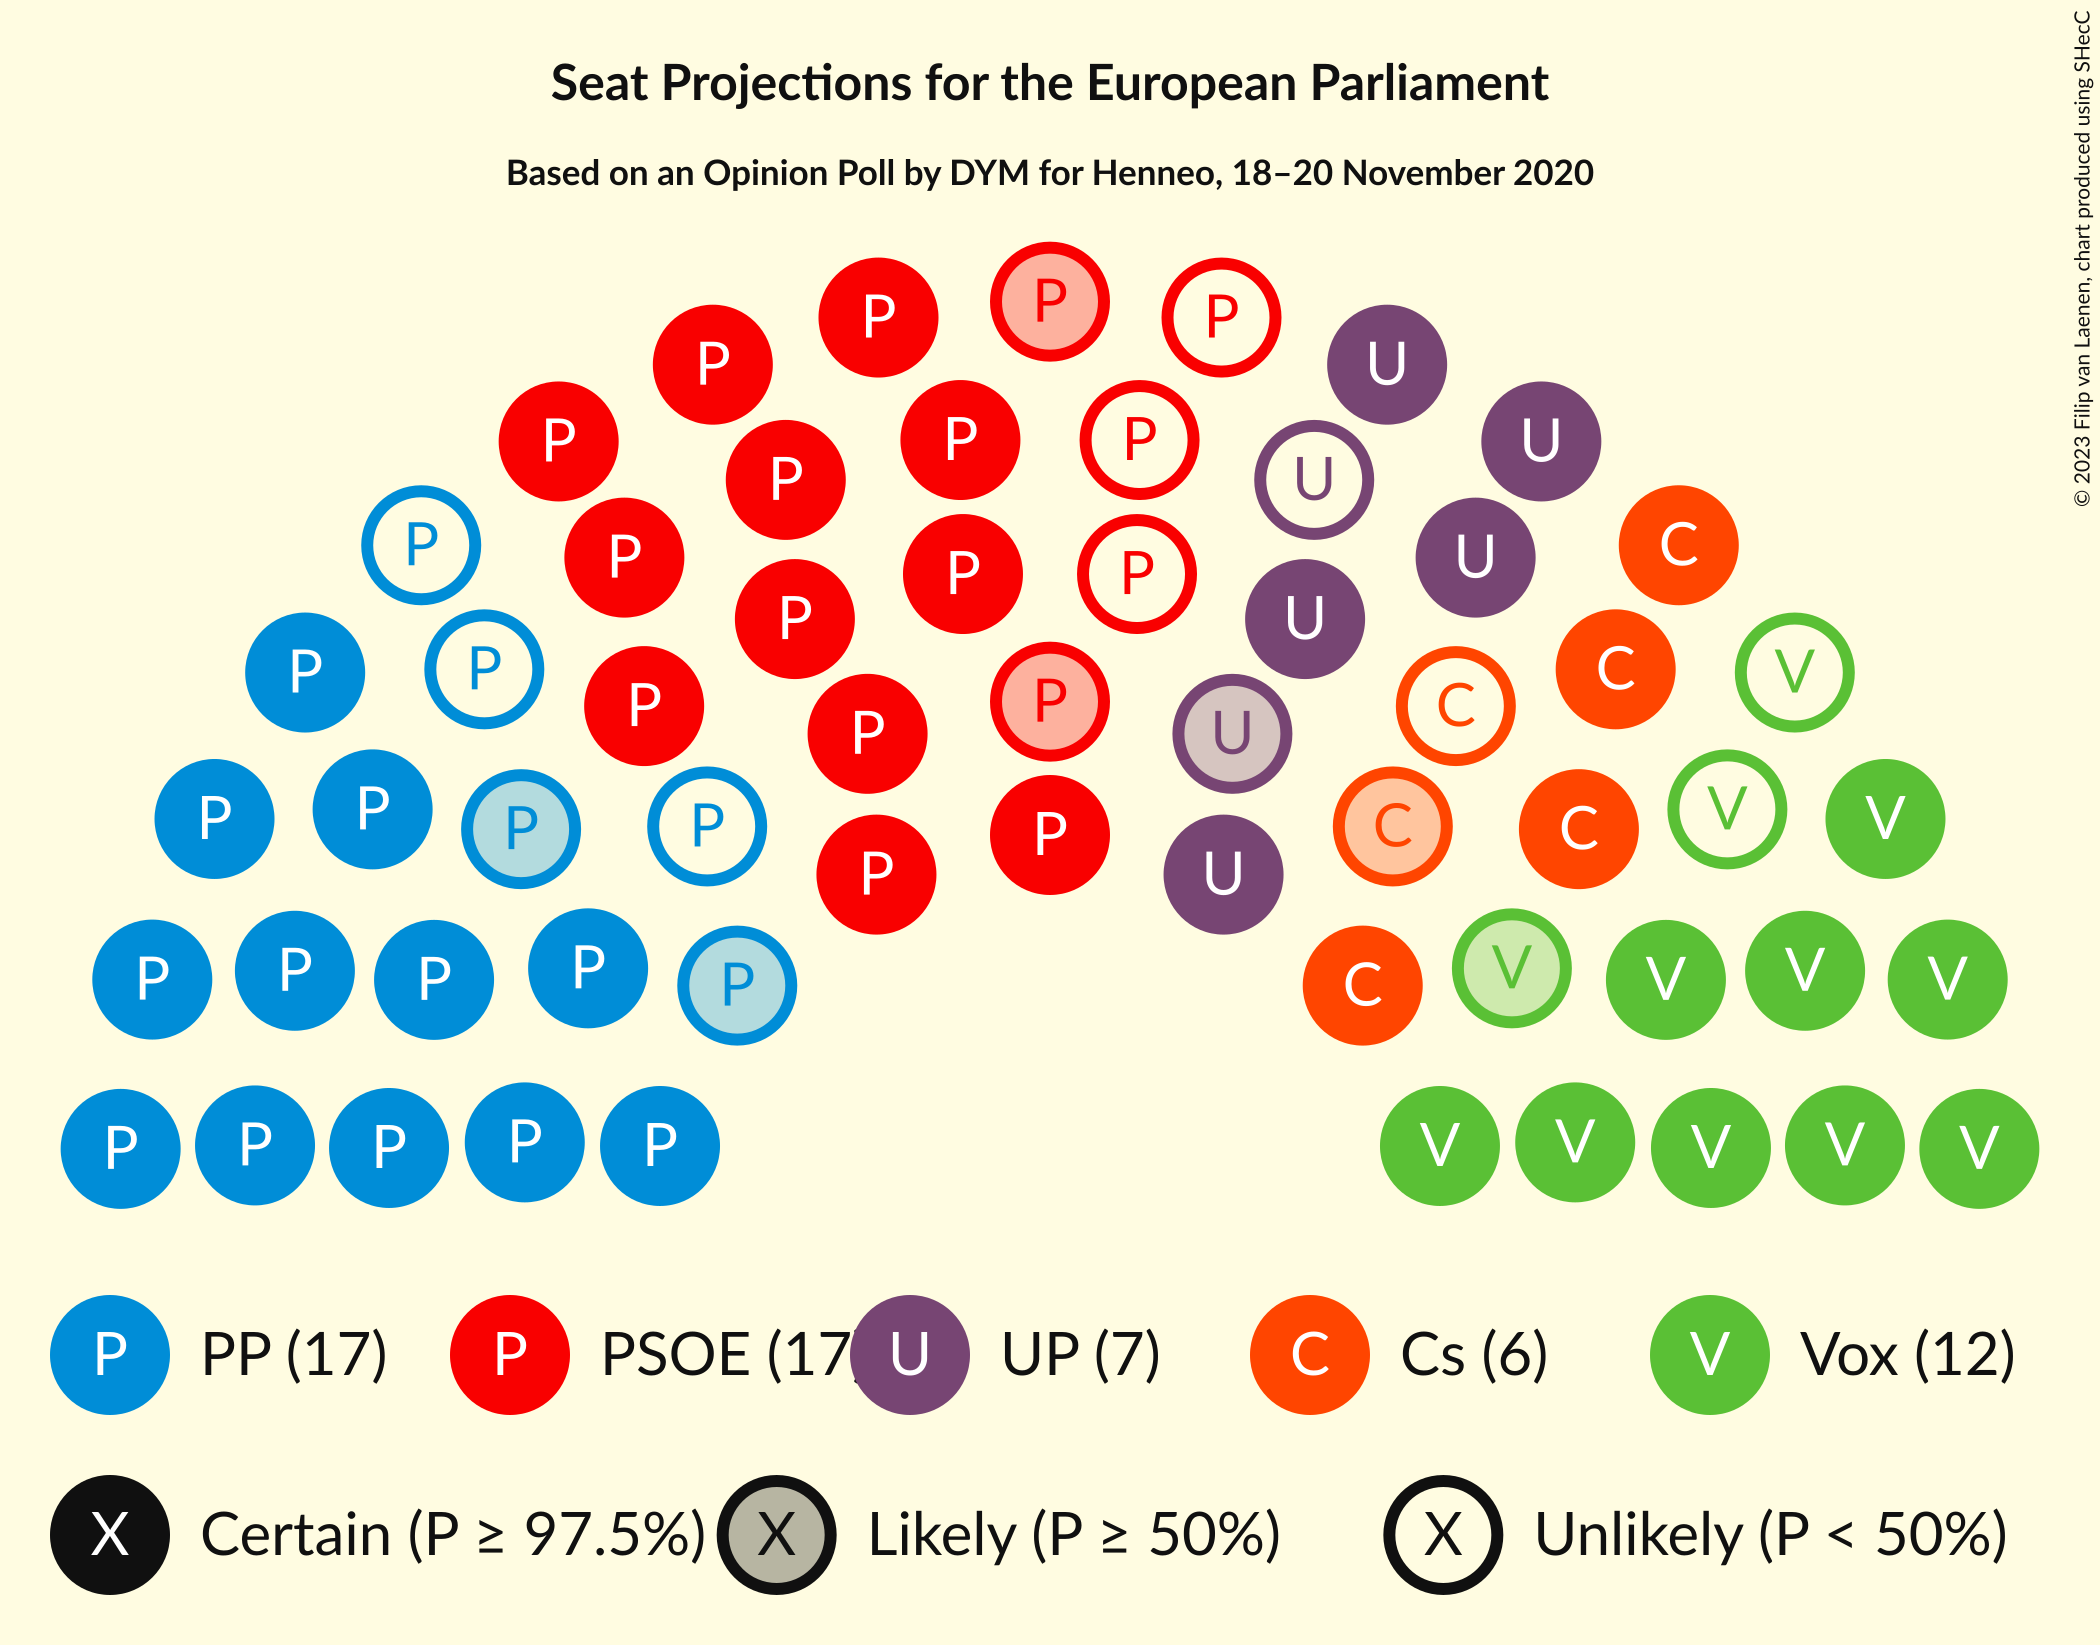 Seat Projections for the European Parliament
Based on an Opinion Poll by DYM for Henneo, 18–20 November 2020
© 2023 Filip van Laenen, chart produced using SHecC
P P P U
P P U
P P P U
P U C
P P P U C
P P P C V
P P P C
P P P P P U C C V V
P P P U
P P P P P C V V V V
P P P P P V V V V V
P PP (17) P PSOE (17) U UP (7) C Cs (6) V Vox (12)
X Certain (P ≥ 97.5%) X Likely (P ≥ 50%) X Unlikely (P < 50%)